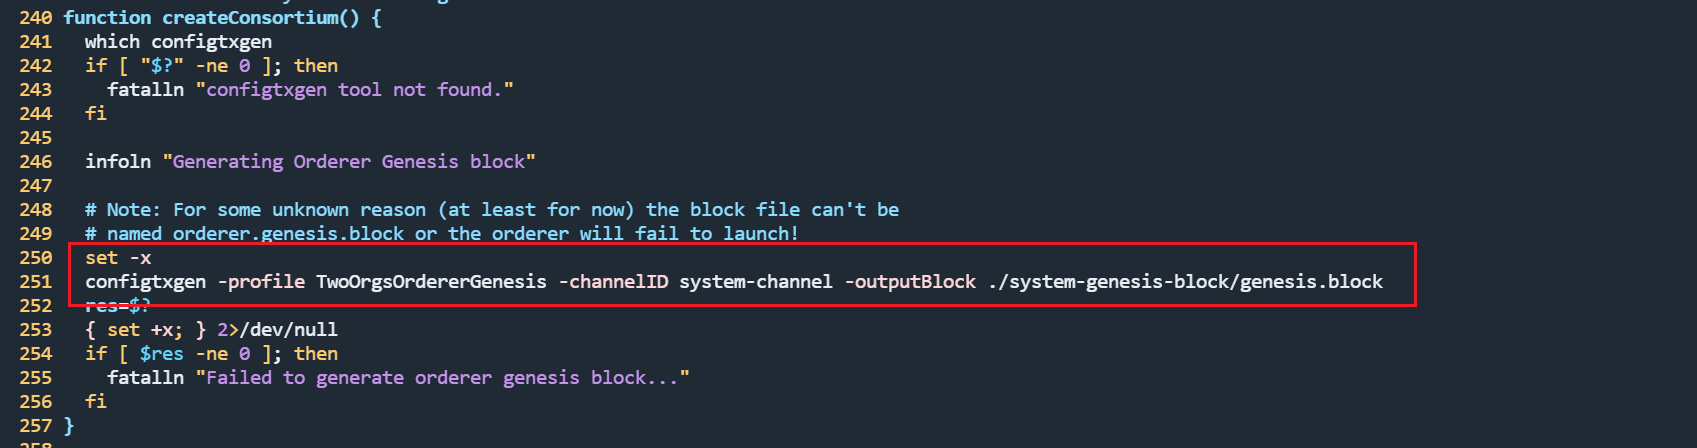 240 function createConsortium() {
241   which configtxgen
242   if [ "$?" -ne 0 ]; then
243     fatalln "configtxgen tool not found."
244   fi
245
246   infoln "Generating Orderer Genesis block"
247
248   # Note: For some unknown reason (at least for now) the block file can't be
249   # named orderer.genesis.block or the orderer will fail to launch!
250   set -x
251   configtxgen -profile TwoOrgsOrdererGenesis -channelID system-channel -outputBlock ./system-genesis-block/genesis.block
252   res=$?
253   { set +x; } 2>/dev/null
254   if [ $res -ne 0 ]; then
255     fatalln "Failed to generate orderer genesis block..."
256   fi
257 }
258